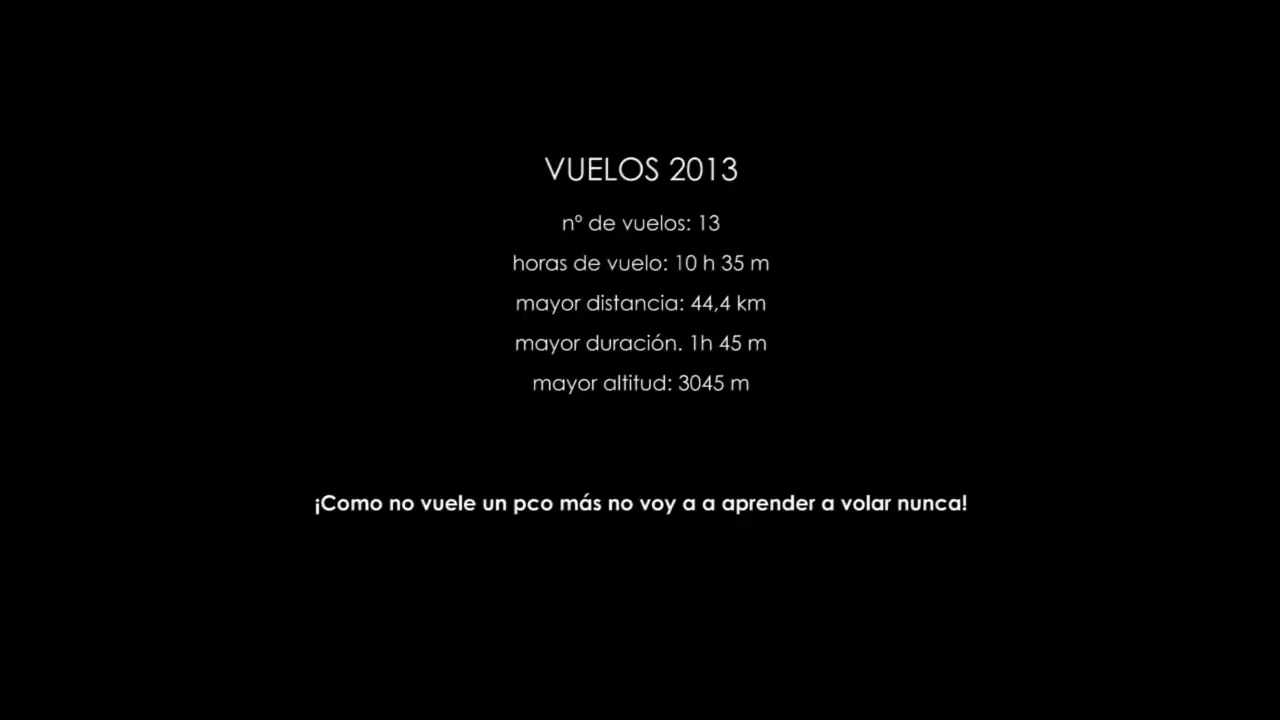 VUELOS 2013
nº de vuelos: 13
horas de vuelo: 10 h 35 m
mayor distancia: 44,4 km
mayor duración. 1h 45 m
mayor altitud: 3045 m
¡Como no vuele un pco más no voy a a aprender a volar nunca!